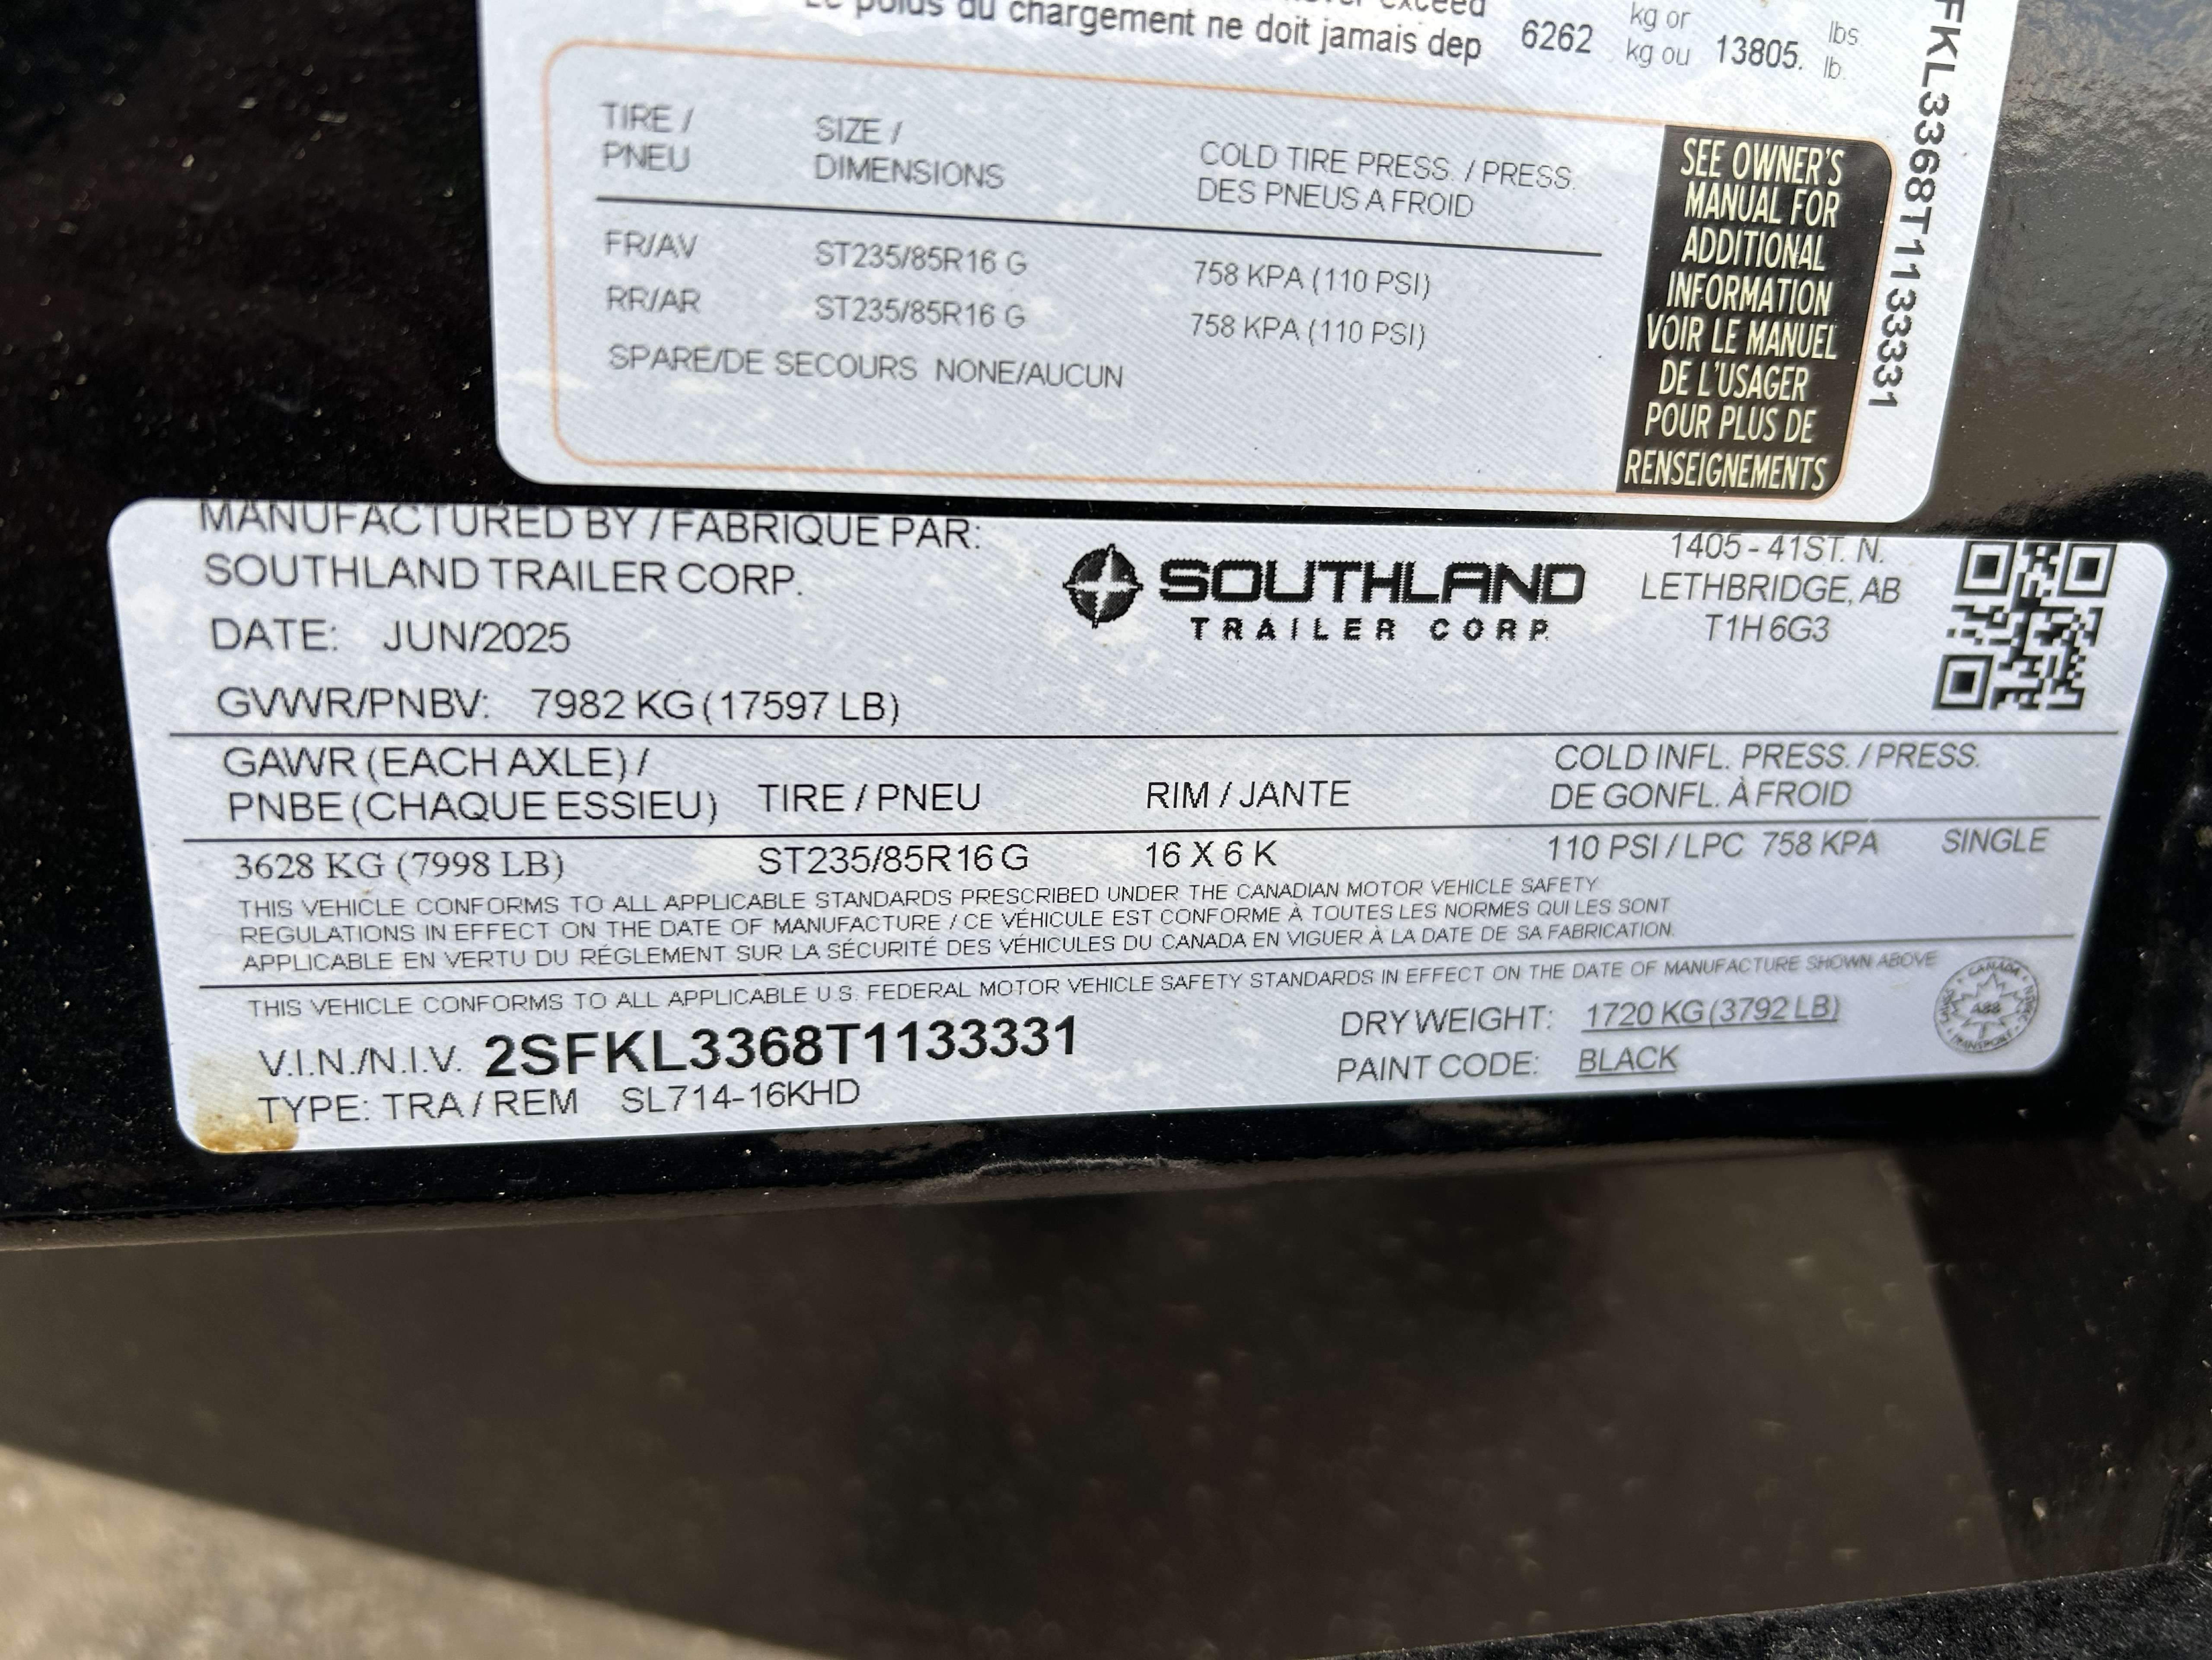 exceed
Le poids du chargement ne doit jamais dep 6262 kg or kg ou 13805. lbs lb.
TIRE / PNEU
SIZE / DIMENSIONS
COLD TIRE PRESS. / PRESS. DES PNEUS A FROID
FR/AV ST235/85R16 G 758 KPA (110 PSI)
RR/AR ST235/85R16 G 758 KPA (110 PSI)
SPARE/DE SECOURS NONE/AUCUN
SEE OWNER'S
MANUAL FOR
ADDITIONAL
INFORMATION
VOIR LE MANUEL
DE L'USAGER
POUR PLUS DE
RENSEIGNEMENTS
FKL3368T1133331
MANUFACTURED BY / FABRIQUE PAR:
SOUTHLAND TRAILER CORP.
SOUTHLAND
TRAILER CORP.
1405 - 41ST. N.
LETHBRIDGE, AB
T1H 6G3
DATE: JUN/2025
GVWR/PNBV: 7982 KG (17597 LB)
GAWR (EACH AXLE) /
PNBE (CHAQUE ESSIEU)
TIRE / PNEU
RIM / JANTE
COLD INFL. PRESS. / PRESS.
DE GONFL. À FROID
3628 KG (7998 LB) ST235/85R16 G 16 X 6 K 110 PSI / LPC 758 KPA SINGLE
THIS VEHICLE CONFORMS TO ALL APPLICABLE STANDARDS PRESCRIBED UNDER THE CANADIAN MOTOR VEHICLE SAFETY
REGULATIONS IN EFFECT ON THE DATE OF MANUFACTURE / CE VÉHICULE EST CONFORME À TOUTES LES NORMES QUI LES SONT
APPLICABLE EN VERTU DU RÉGLEMENT SUR LA SÉCURITÉ DES VÉHICULES DU CANADA EN VIGUER À LA DATE DE SA FABRICATION.
THIS VEHICLE CONFORMS TO ALL APPLICABLE U.S. FEDERAL MOTOR VEHICLE SAFETY STANDARDS IN EFFECT ON THE DATE OF MANUFACTURE SHOWN ABOVE
V.I.N./N.I.V. 2SFKL3368T1133331
TYPE: TRA / REM SL714-16KHD
DRY WEIGHT: 1720 KG (3792 LB)
PAINT CODE: BLACK
CANADA
TRANSPORT